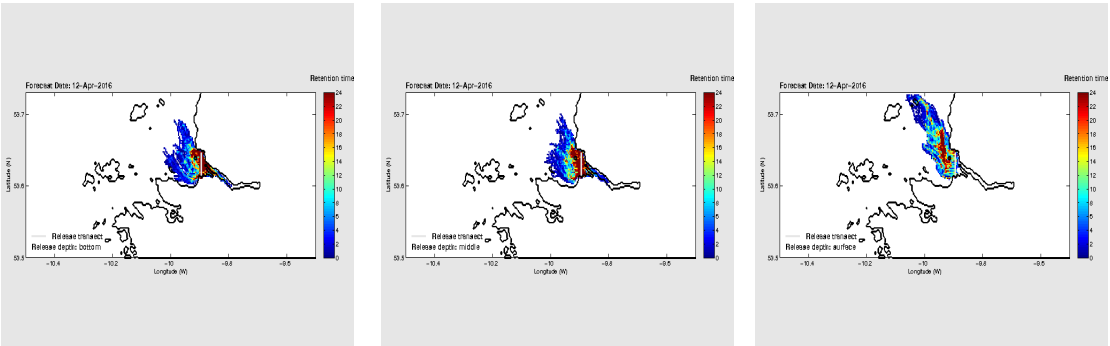 Retention time
Forecast Date: 12-Apr-2016
24
22
20
18
16
14
12
10
8
6
4
2
0
53.7
53.6
53.5
Latitude (N)
Release transect
Release depth: bottom
-10.4 -10.2 -10 -9.8 -9.6
Longitude (W)
Retention time
Forecast Date: 12-Apr-2016
24
22
20
18
16
14
12
10
8
6
4
2
0
53.7
53.6
53.5
Latitude (N)
Release transect
Release depth: middle
-10.4 -10.2 -10 -9.8 -9.6
Longitude (W)
Retention time
Forecast Date: 12-Apr-2016
24
22
20
18
16
14
12
10
8
6
4
2
0
53.7
53.6
53.5
Latitude (N)
Release transect
Release depth: surface
-10.4 -10.2 -10 -9.8 -9.6
Longitude (W)